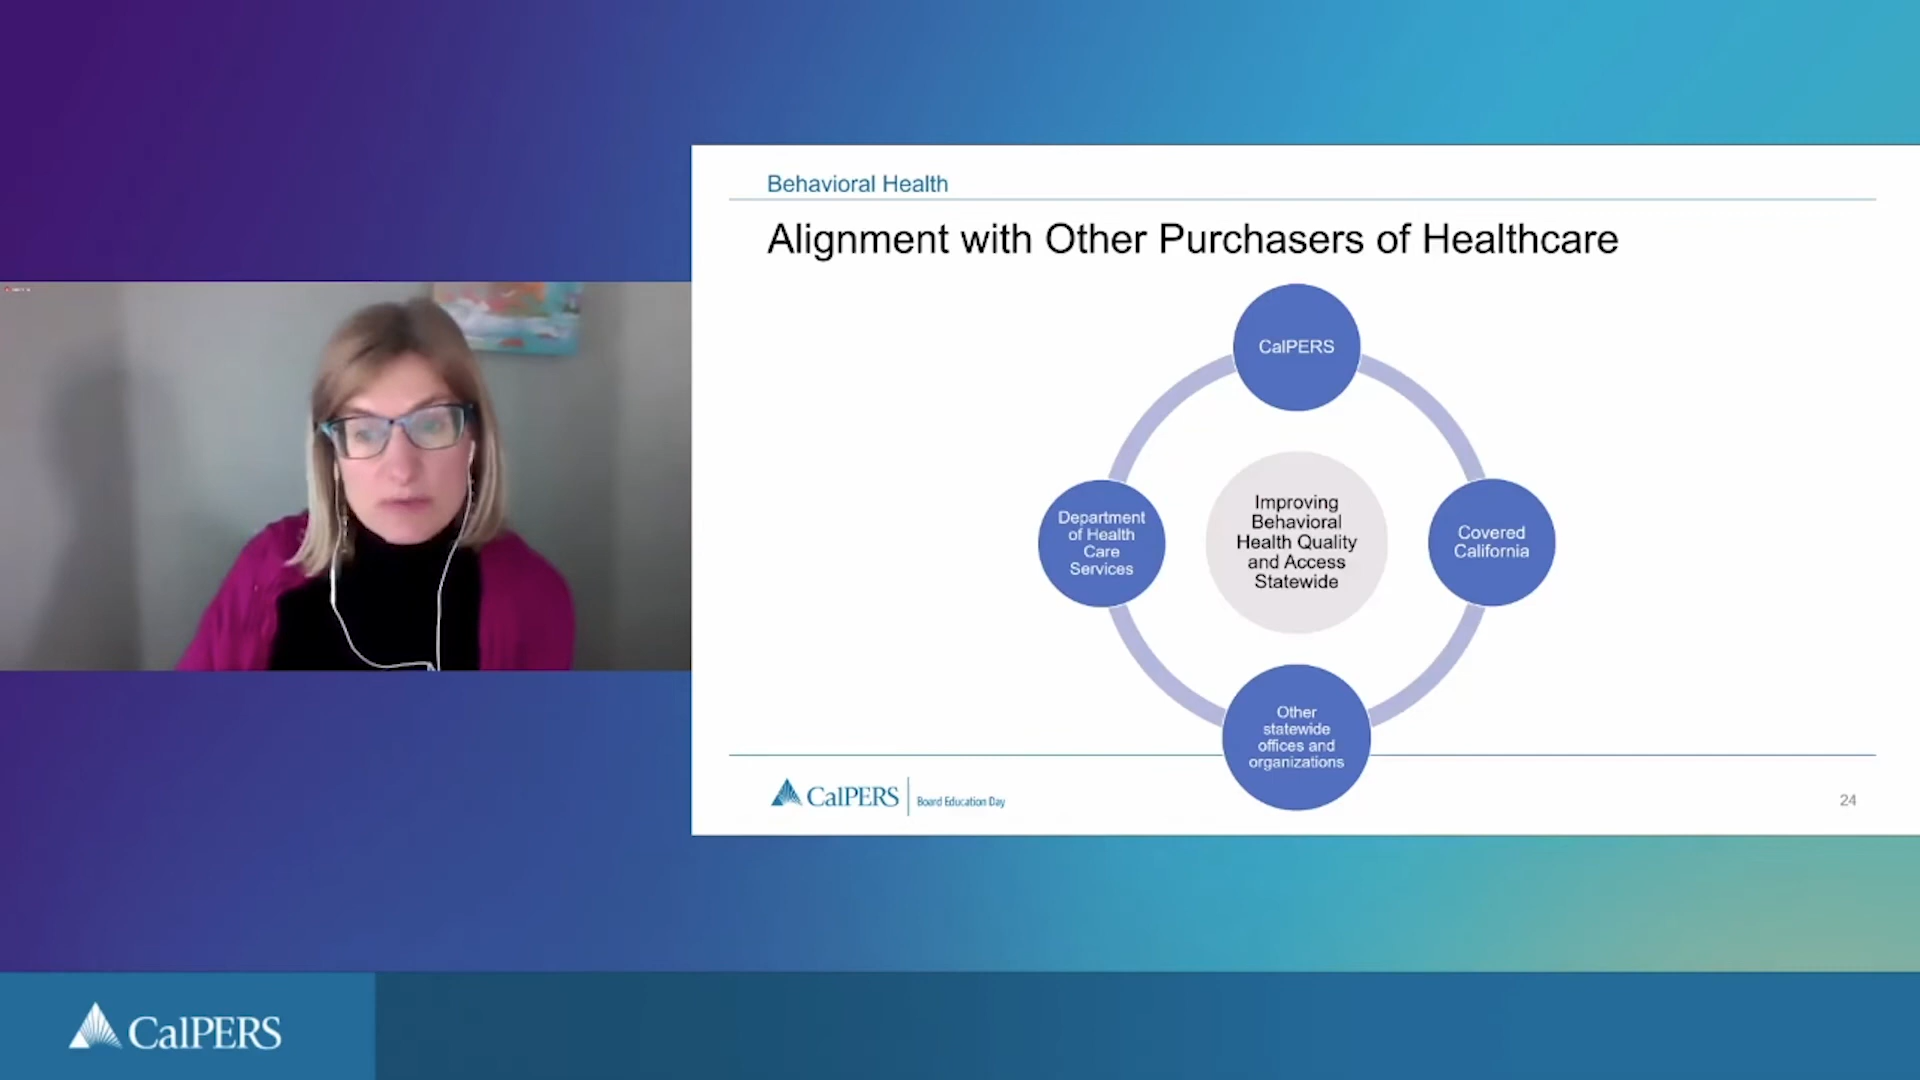 Behavioral Health
Alignment with Other Purchasers of Healthcare
CalPERS
Department
of Health
Care
Services
Improving
Behavioral
Health Quality
and Access
Statewide
Covered
California
Other
statewide
offices and
organizations
CalPERS
Board Education Day
24
CalPERS